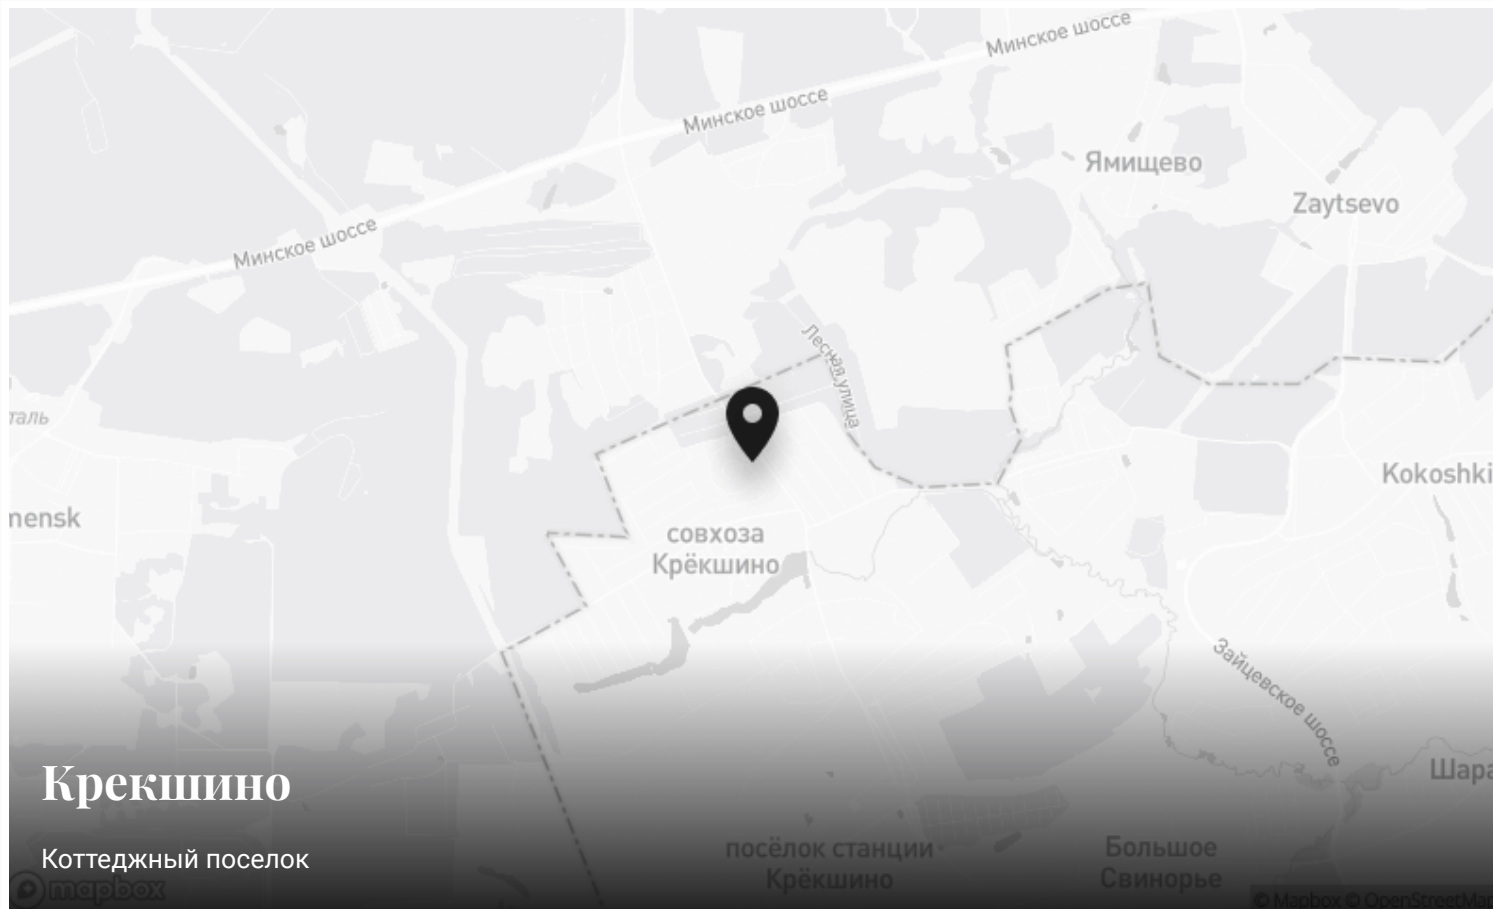 Минское шоссе
Минское шоссе
Ямищево
Zaytsevo
Минское шоссе
Лесная улица
таль
Kokoshki
mensk
совхоза
Крёкшино
Зайцевское шоссе
Шара
Крекшино
посёлок станции
Крёкшино
Большое
Свинорье
Коттеджный поселок
mapbox
© Mapbox © OpenStreetMap